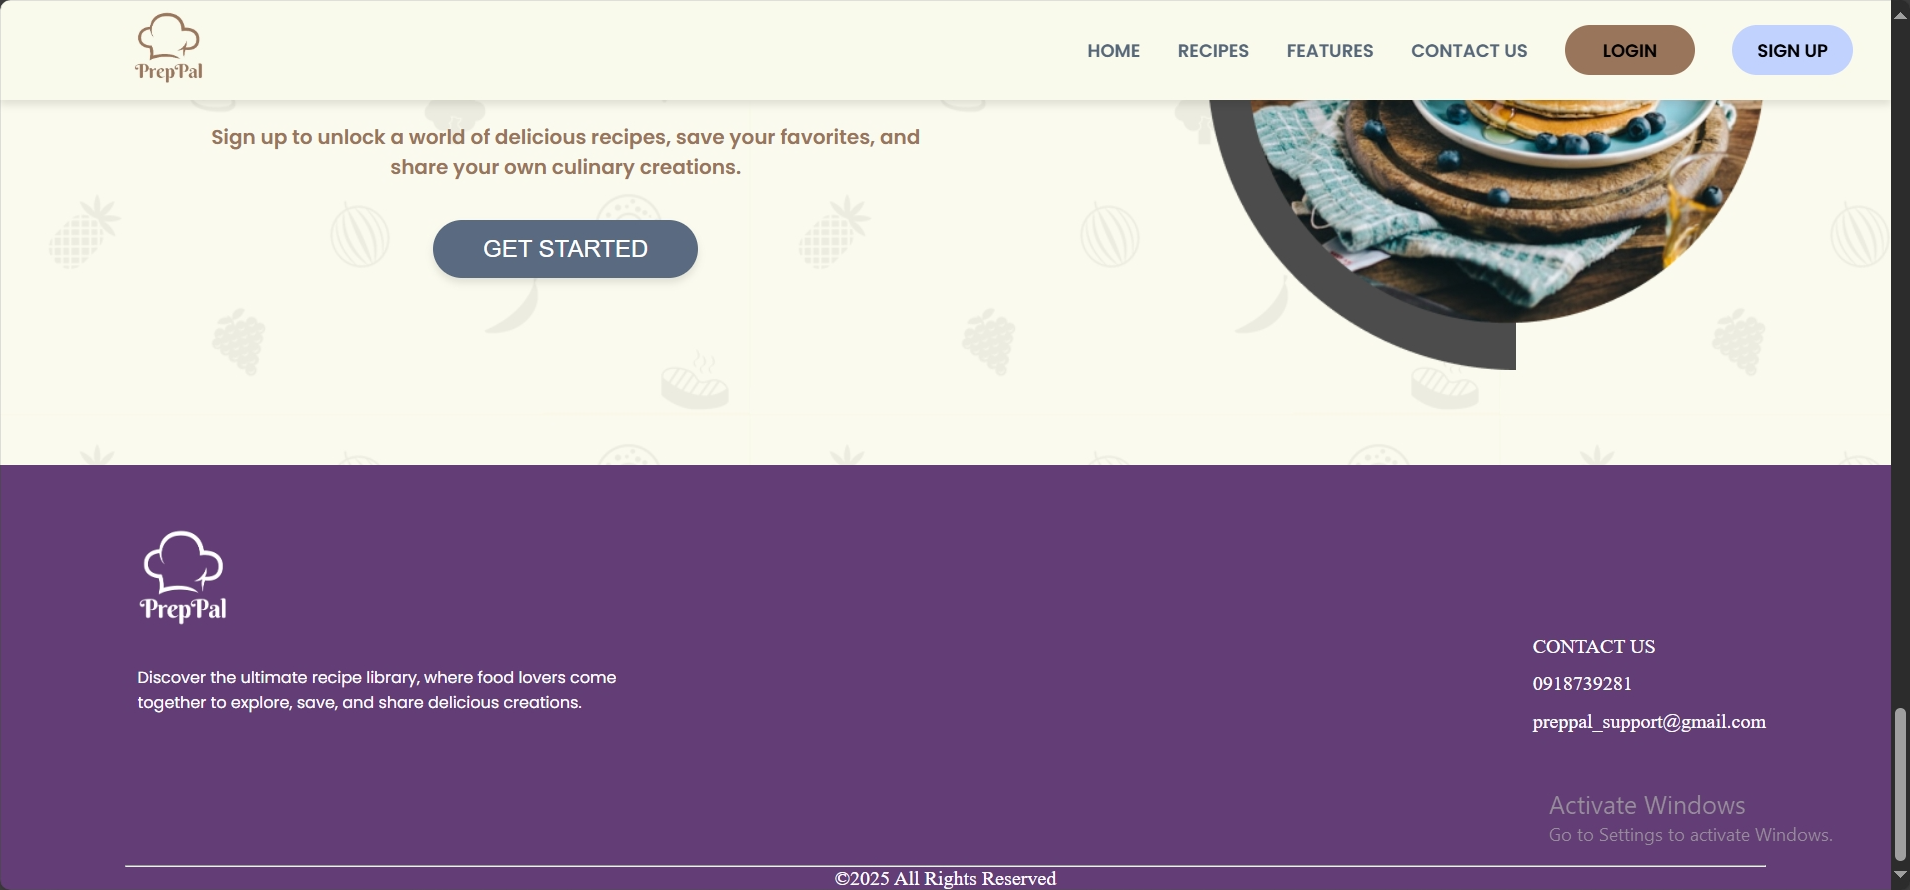 PrepPal
HOME
RECIPES
FEATURES
CONTACT US
LOGIN
SIGN UP
Sign up to unlock a world of delicious recipes, save your favorites, and
share your own culinary creations.
GET STARTED
PrepPal
Discover the ultimate recipe library, where food lovers come
together to explore, save, and share delicious creations.
CONTACT US
0918739281
preppal_support@gmail.com
Activate Windows
Go to Settings to activate Windows.
©2025 All Rights Reserved